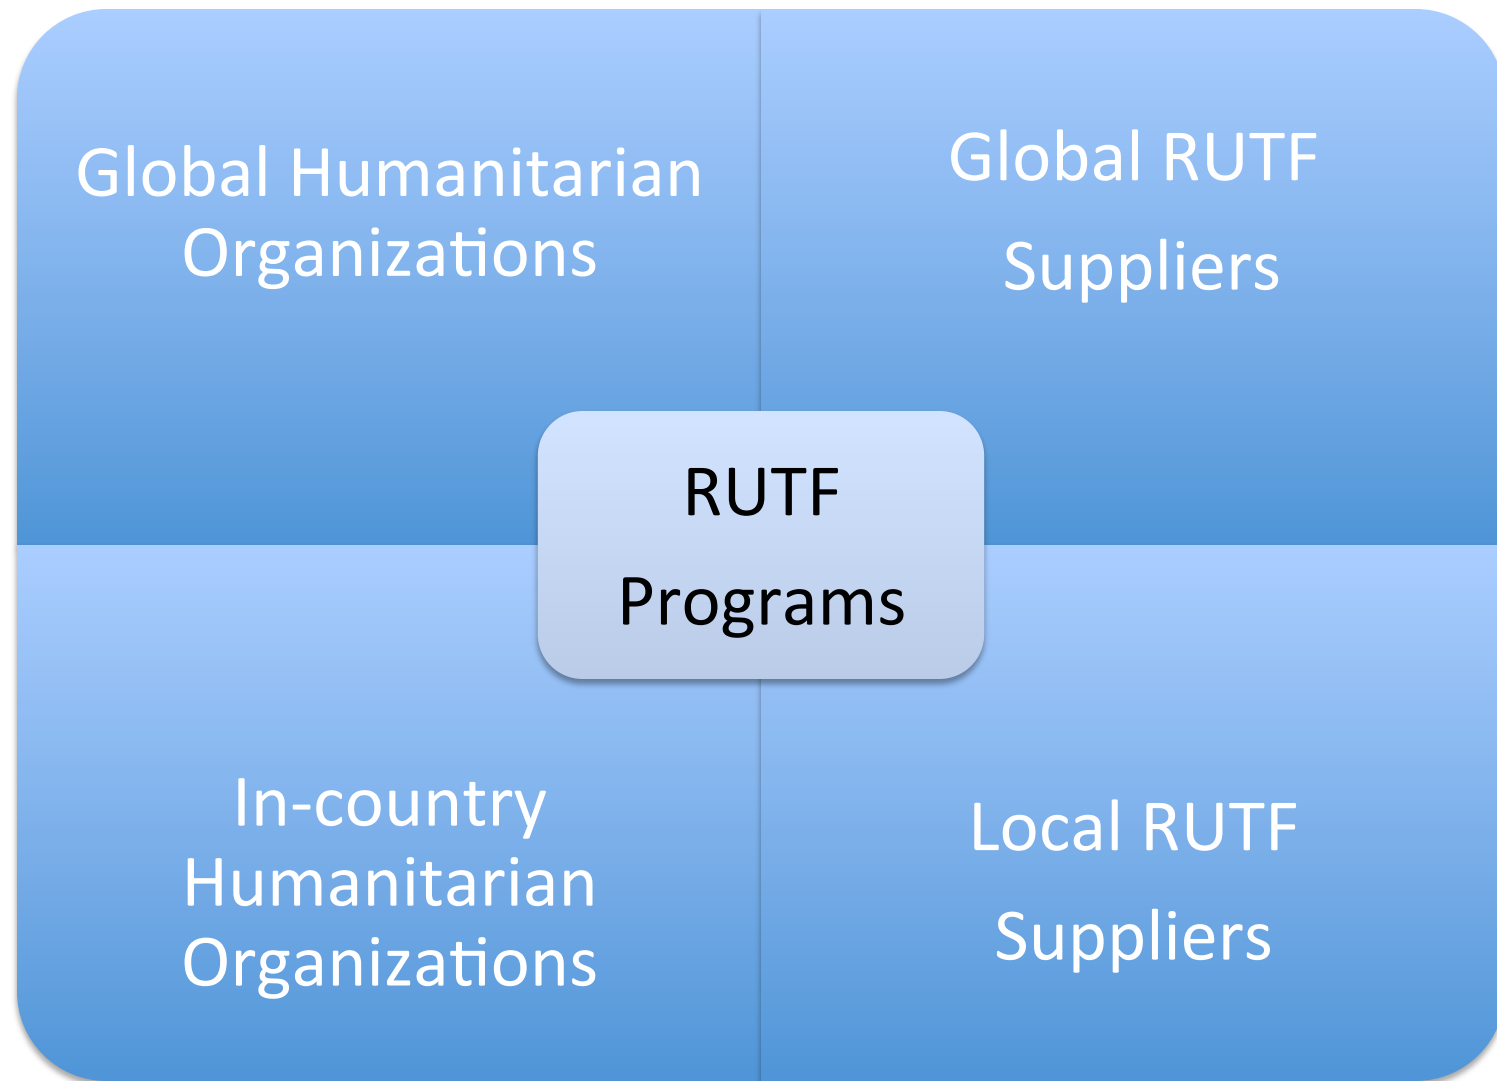 Global Humanitarian
Organizations
Global RUTF
Suppliers
RUTF
Programs
In-country
Humanitarian
Organizations
Local RUTF
Suppliers